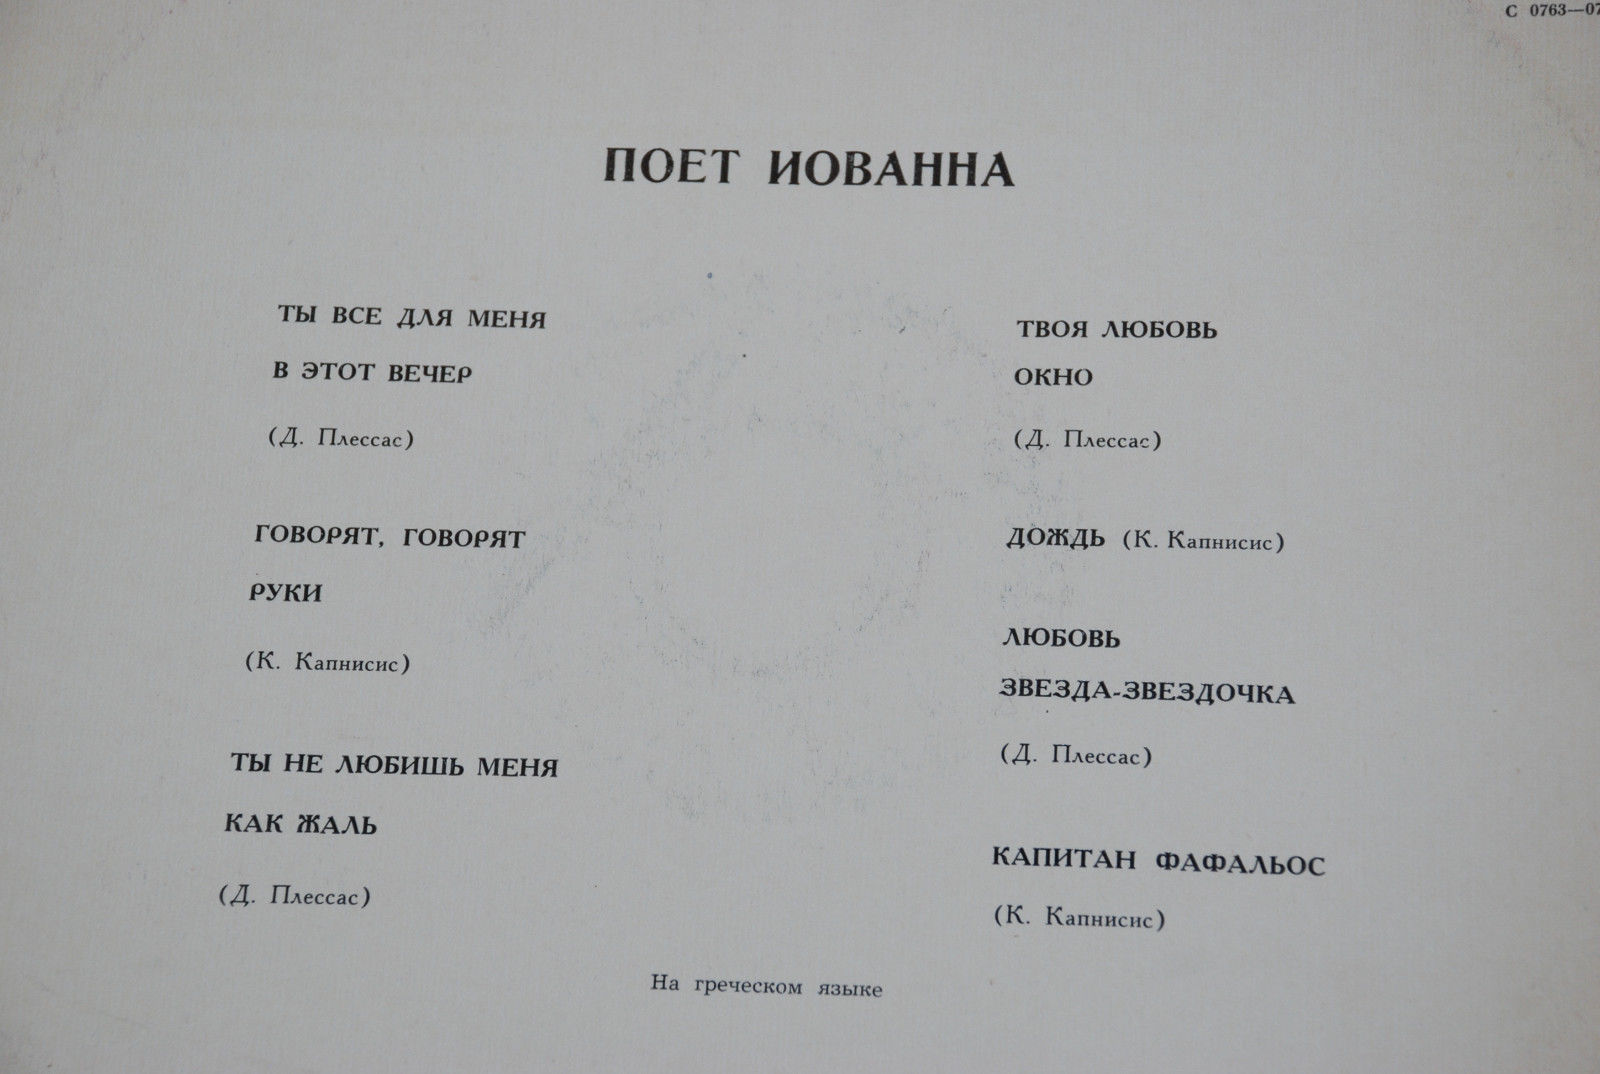 С 0763—07
ПОЕТ ИОВАННА
ТЫ ВСЕ ДЛЯ МЕНЯ
В ЭТОТ ВЕЧЕР
(Д. Плессас)
ГОВОРЯТ, ГОВОРЯТ
РУКИ
(К. Капнисис)
ТЫ НЕ ЛЮБИШЬ МЕНЯ
КАК ЖАЛЬ
(Д. Плессас)
ТВОЯ ЛЮБОВЬ
ОКНО
(Д. Плессас)
ДОЖДЬ (К. Капнисис)
ЛЮБОВЬ
ЗВЕЗДА-ЗВЕЗДОЧКА
(Д. Плессас)
КАПИТАН ФАФАЛЬОС
(К. Капнисис)
На греческом языке